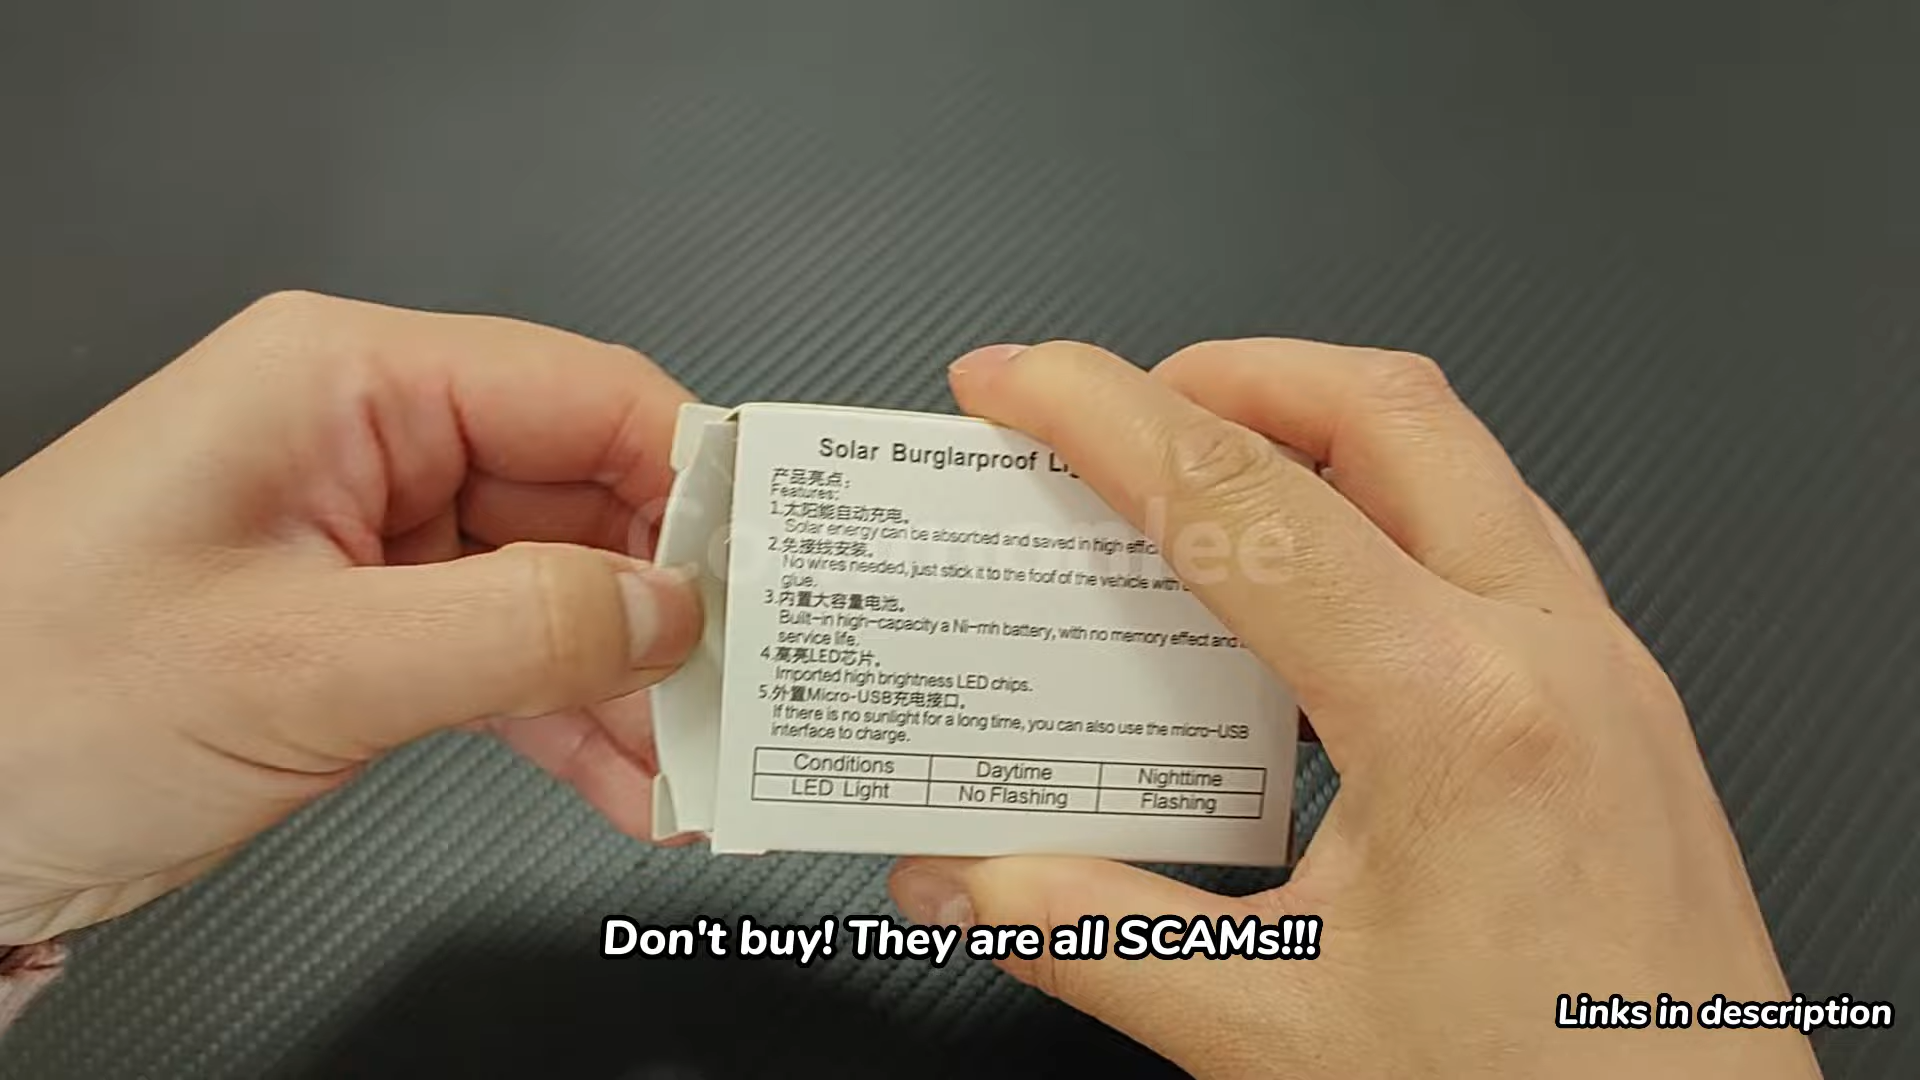 Solar Burglarproof
产品亮点：
Features:
1.太阳能自动充电。
Solar energy can be absorbed and saved in high
2.免接线安装。
No wires needed, just stick it to the foof of the vehicle with
glue.
3.内置大容量电池。
Built-in high-capacity a Ni-mh battery, with no memory effect and
service life.
4.高亮LED芯片。
Imported high brightness LED chips.
5.外置Micro-USB充电接口。
If there is no sunlight for a long time, you can also use the micro-USB
interface to charge.
Conditions Daytime Nighttime
LED Light No Flashing Flashing
Don't buy! They are all SCAMs!!!
Links in description